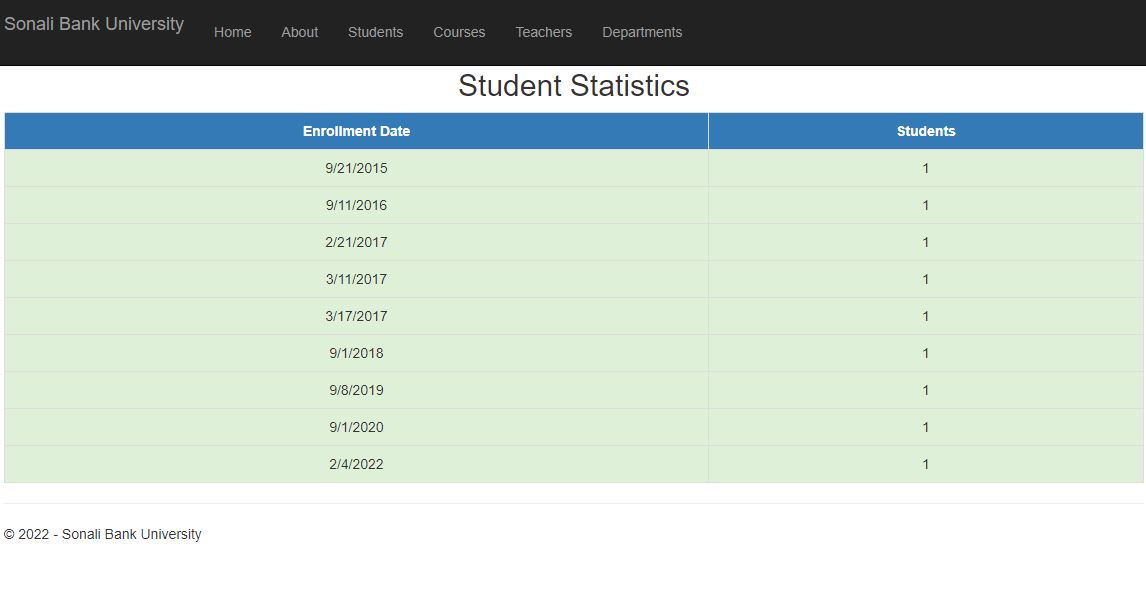 Sonali Bank University Home About Students Courses Teachers Departments
Student Statistics
Enrollment Date Students
9/21/2015 1
9/11/2016 1
2/21/2017 1
3/11/2017 1
3/17/2017 1
9/1/2018 1
9/8/2019 1
9/1/2020 1
2/4/2022 1
© 2022 - Sonali Bank University